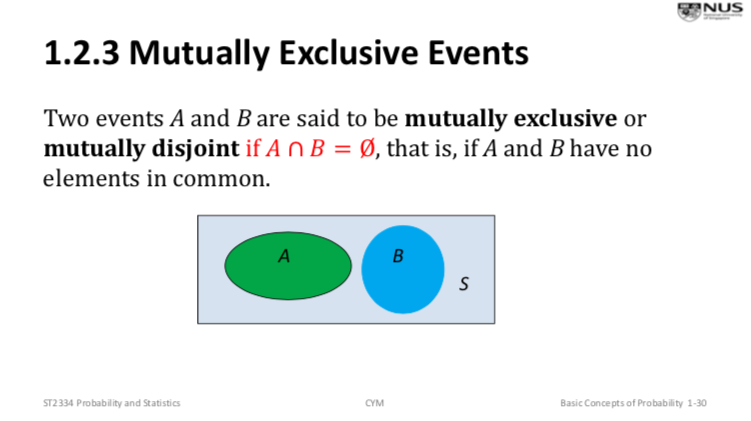 NUS
National University
of Singapore
1.2.3 Mutually Exclusive Events
Two events A and B are said to be mutually exclusive or
mutually disjoint if A ∩ B = Ø, that is, if A and B have no
elements in common.
A
B
S
ST2334 Probability and Statistics
CYM
Basic Concepts of Probability 1-30